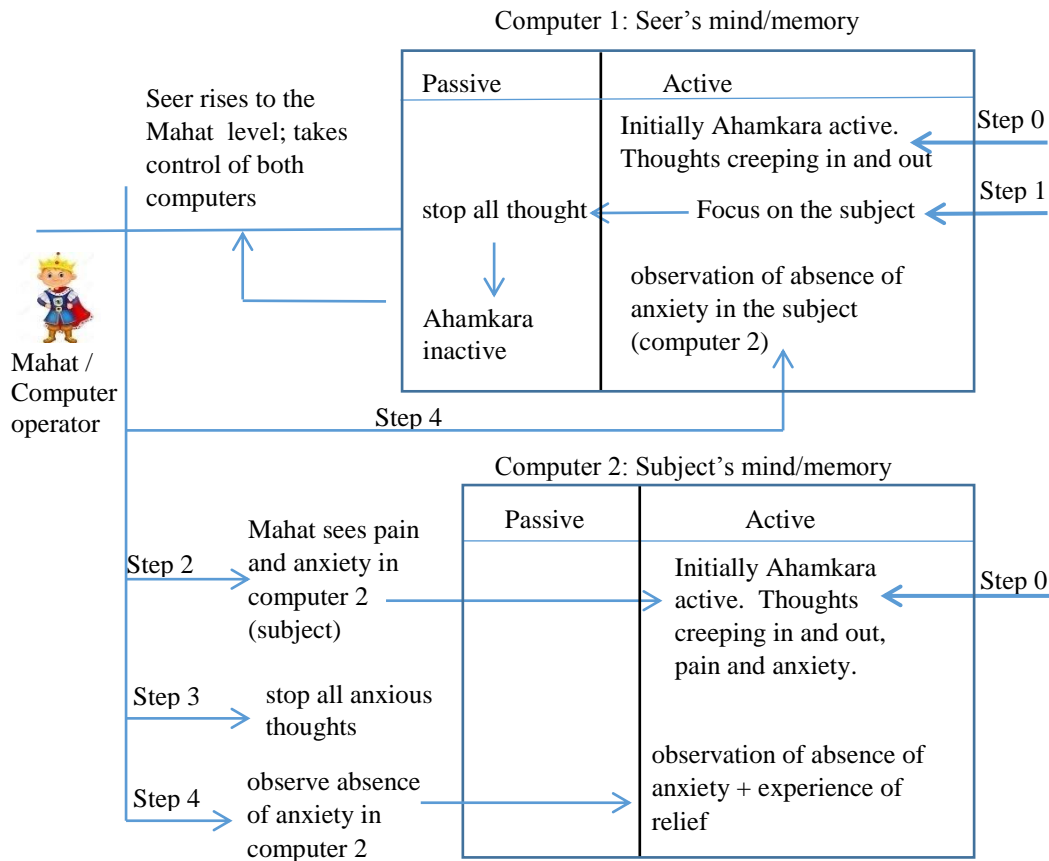 Computer 1: Seer’s mind/memory
Passive
Active
Seer rises to the
Mahat level; takes
control of both
computers
Initially Ahamkara active.
Thoughts creeping in and out
Step 0
stop all thought
Focus on the subject
Step 1
Ahamkara
inactive
observation of absence of
anxiety in the subject
(computer 2)
Mahat /
Computer
operator
Step 4
Computer 2: Subject’s mind/memory
Passive
Active
Step 2
Mahat sees pain
and anxiety in
computer 2
(subject)
Initially Ahamkara
active. Thoughts
creeping in and out,
pain and anxiety.
Step 0
Step 3
stop all anxious
thoughts
Step 4
observe absence
of anxiety in
computer 2
observation of absence of
anxiety + experience of
relief